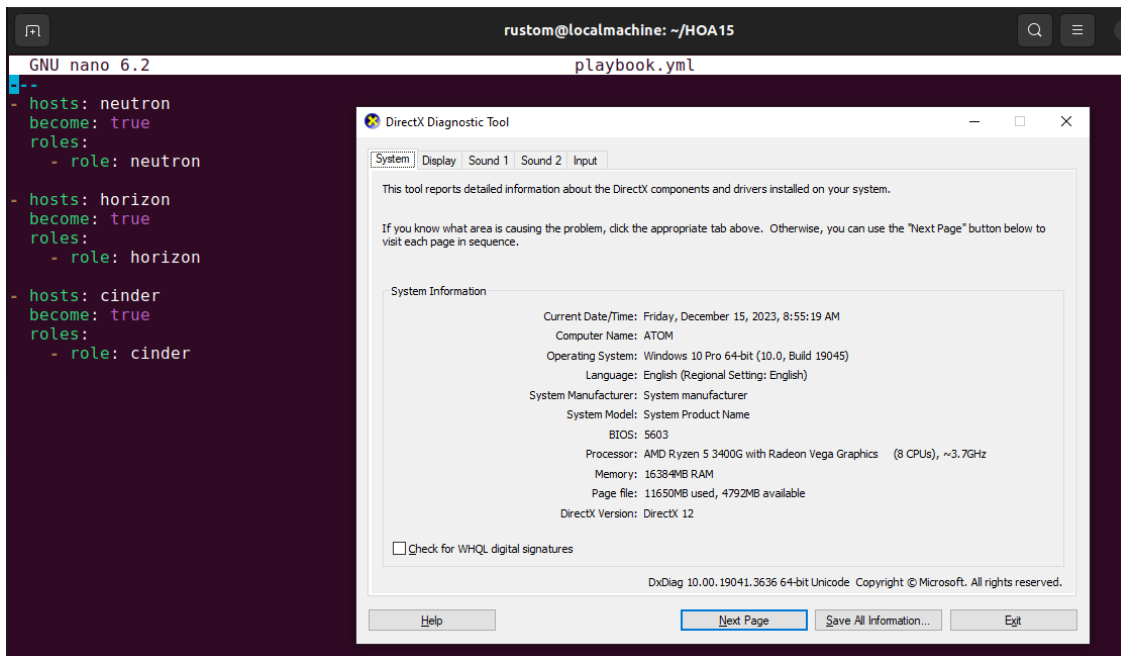 rustom@localmachine: ~/HOA15
GNU nano 6.2 playbook.yml
---
- hosts: neutron
become: true
roles:
- role: neutron
- hosts: horizon
become: true
roles:
- role: horizon
- hosts: cinder
become: true
roles:
- role: cinder
DirectX Diagnostic Tool
System Display Sound 1 Sound 2 Input
This tool reports detailed information about the DirectX components and drivers installed on your system.
If you know what area is causing the problem, click the appropriate tab above. Otherwise, you can use the "Next Page" button below to
visit each page in sequence.
System Information
Current Date/Time: Friday, December 15, 2023, 8:55:19 AM
Computer Name: ATOM
Operating System: Windows 10 Pro 64-bit (10.0, Build 19045)
Language: English (Regional Setting: English)
System Manufacturer: System manufacturer
System Model: System Product Name
BIOS: 5603
Processor: AMD Ryzen 5 3400G with Radeon Vega Graphics (8 CPUs), ~3.7GHz
Memory: 16384MB RAM
Page file: 11650MB used, 4792MB available
DirectX Version: DirectX 12
Check for WHQL digital signatures
DxDiag 10.00.19041.3636 64-bit Unicode Copyright © Microsoft. All rights reserved.
Help Next Page Save All Information... Exit